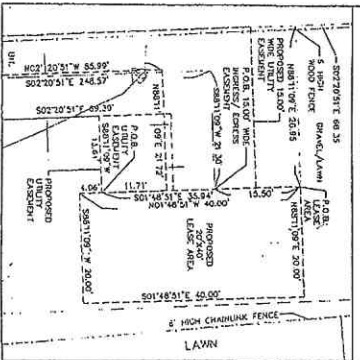 S02°20'51"E 66.35
5' HIGH
WOOD FENCE
GRAVEL/LAWN
N88°11'09"E 20.95
PROPOSED 15.00'
WIDE UTILITY
EASEMENT
P.O.B. 15.00' WIDE
INGRESS/EGRESS
EASEMENT
P.O.B.
LEASE
AREA
N88°11'09"E 20.00'
S88°11'09"W 21.30'
15.50'
N02°20'51"W 85.99'
S02°20'51"E 248.57'
S02°20'51"E 69.39'
N88°11'09"E 21.72'
P.O.B.
UTILITY
EASEMENT
S88°11'09"W
13.61'
11.71'
4.06'
S01°48'51"E 35.94'
N01°48'51"W 40.00'
PROPOSED
20'x40'
LEASE AREA
PROPOSED
UTILITY
EASEMENT
S88°11'09"W 20.00'
S01°48'51"E 40.00'
6' HIGH CHAINLINK FENCE
LAWN